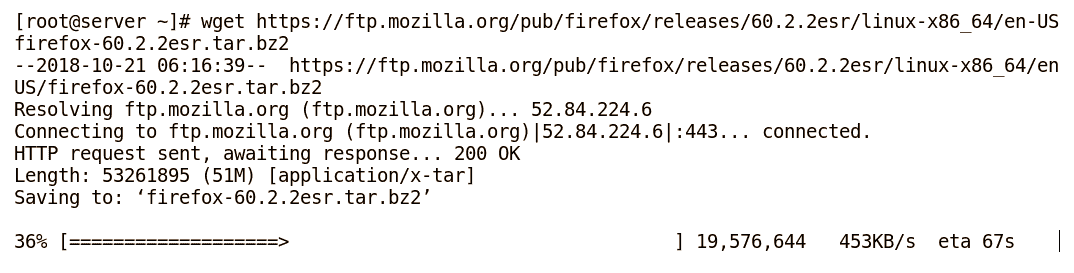 [root@server ~]# wget https://ftp.mozilla.org/pub/firefox/releases/60.2.2esr/linux-x86_64/en-US
firefox-60.2.2esr.tar.bz2
--2018-10-21 06:16:39--  https://ftp.mozilla.org/pub/firefox/releases/60.2.2esr/linux-x86_64/en
US/firefox-60.2.2esr.tar.bz2
Resolving ftp.mozilla.org (ftp.mozilla.org)... 52.84.224.6
Connecting to ftp.mozilla.org (ftp.mozilla.org)|52.84.224.6|:443... connected.
HTTP request sent, awaiting response... 200 OK
Length: 53261895 (51M) [application/x-tar]
Saving to: ‘firefox-60.2.2esr.tar.bz2’
36% [===================>                                   ] 19,576,644   453KB/s  eta 67s